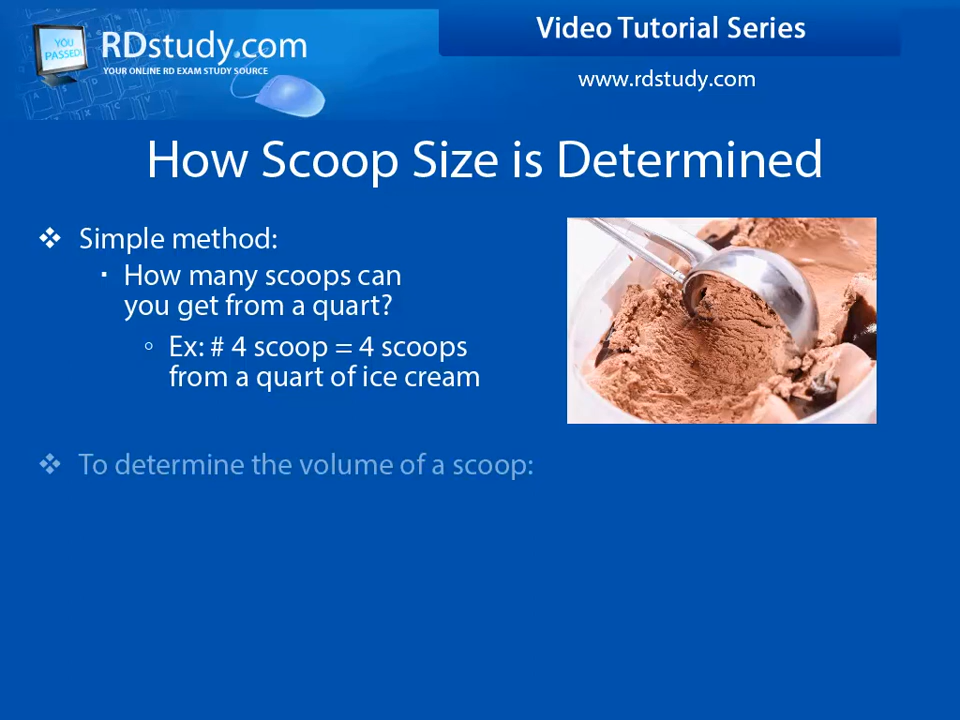 YOU
PASSED!
RDstudy.com
YOUR ONLINE RD EXAM STUDY SOURCE
Video Tutorial Series
www.rdstudy.com
How Scoop Size is Determined
❖ Simple method:
▪ How many scoops can
you get from a quart?
◦ Ex: # 4 scoop = 4 scoops
from a quart of ice cream
❖ To determine the volume of a scoop: